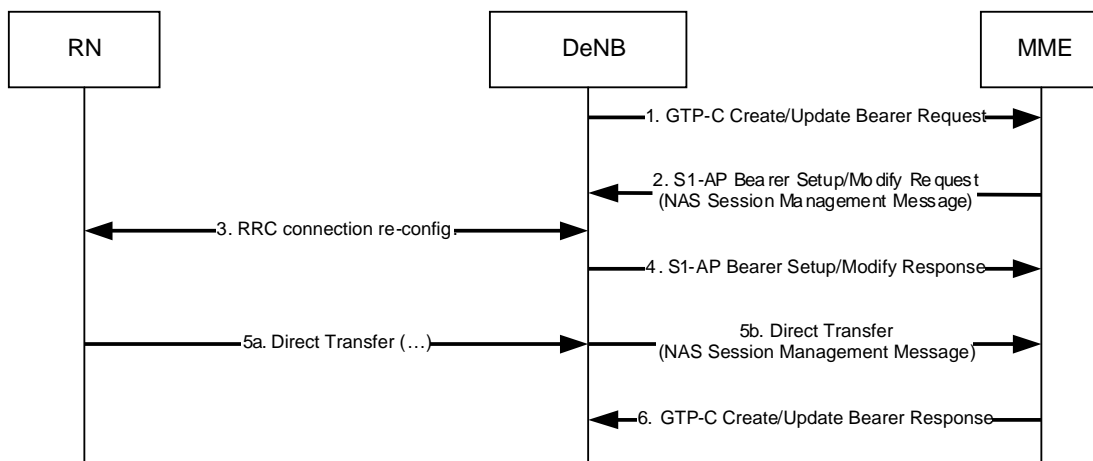 RN
DeNB
MME
1. GTP-C Create/Update Bearer Request
2. S1-AP Bearer Setup/Modify Request
(NAS Session Management Message)
3. RRC connection re-config.
4. S1-AP Bearer Setup/Modify Response
5a. Direct Transfer (…)
5b. Direct Transfer
(NAS Session Management Message)
6. GTP-C Create/Update Bearer Response